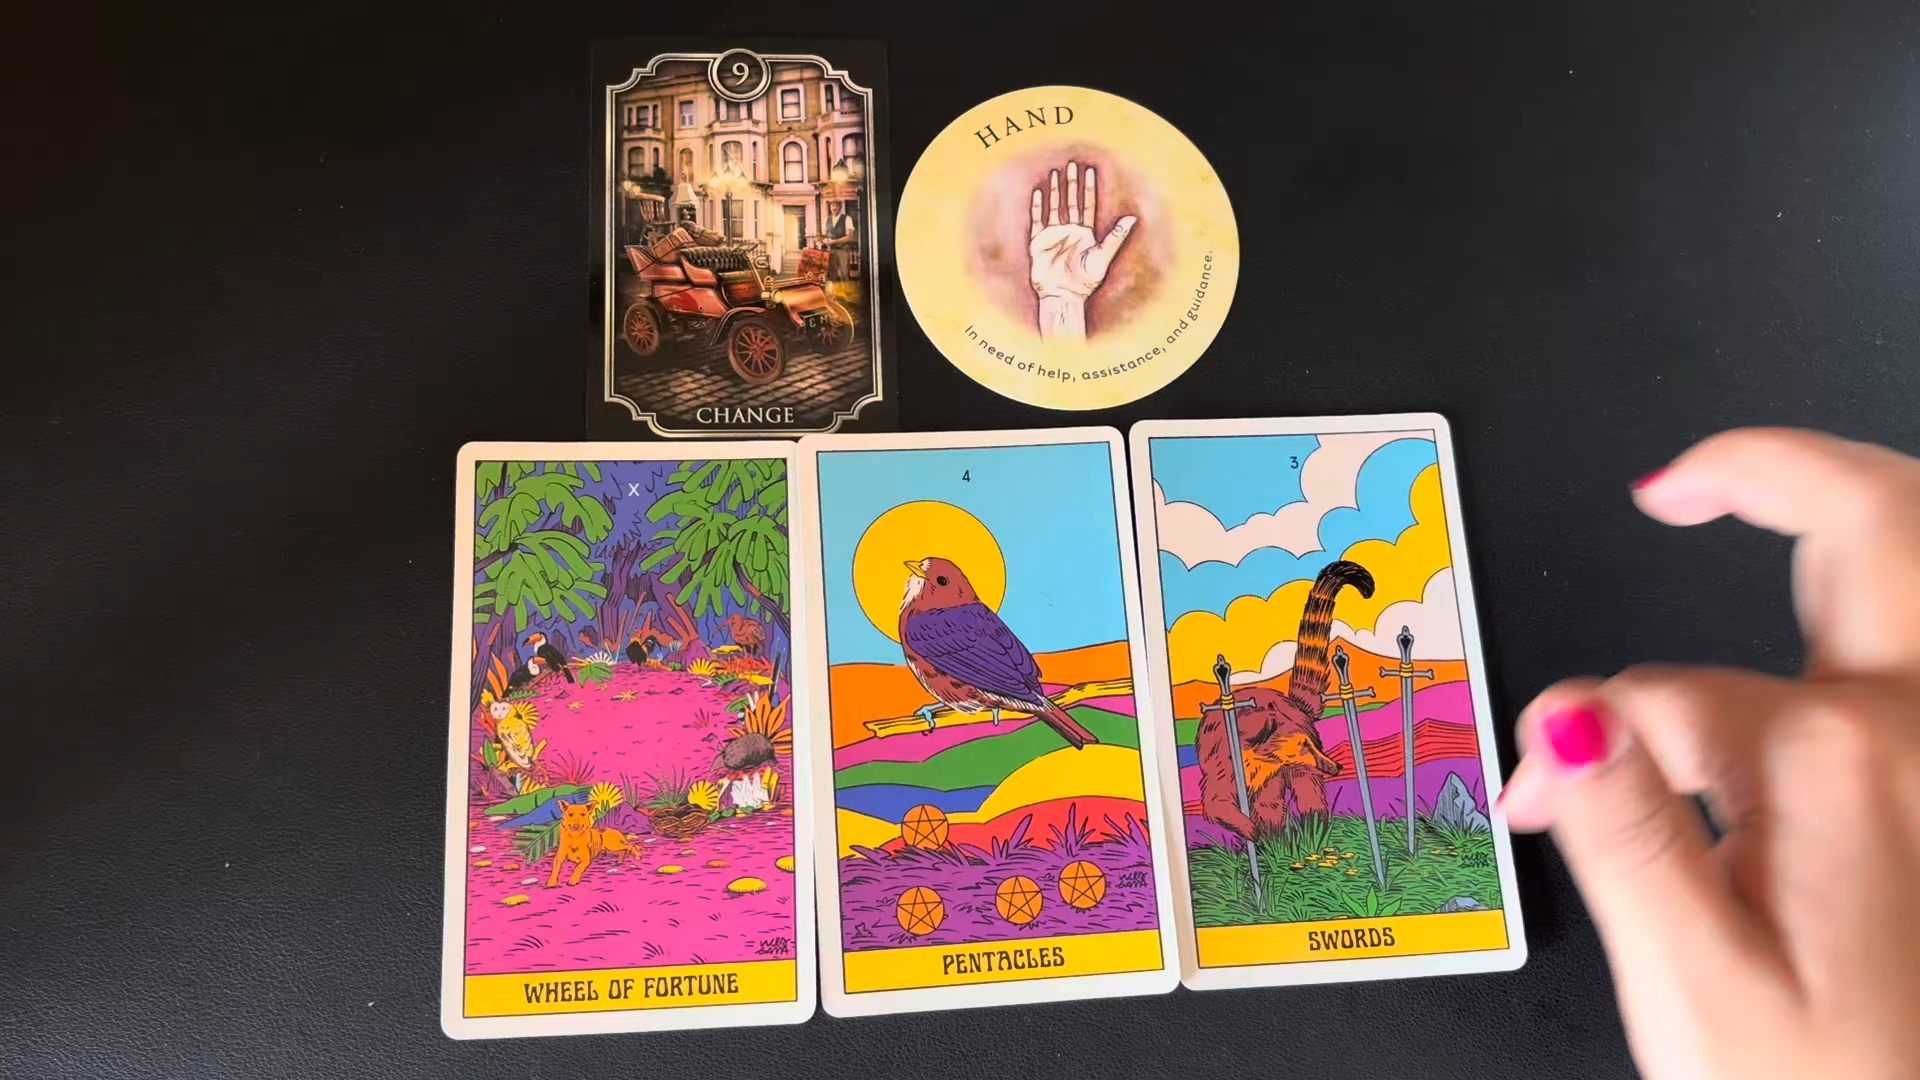 9
CHANGE
HAND
In need of help, assistance, and guidance.
X
WHEEL OF FORTUNE
4
PENTACLES
3
SWORDS